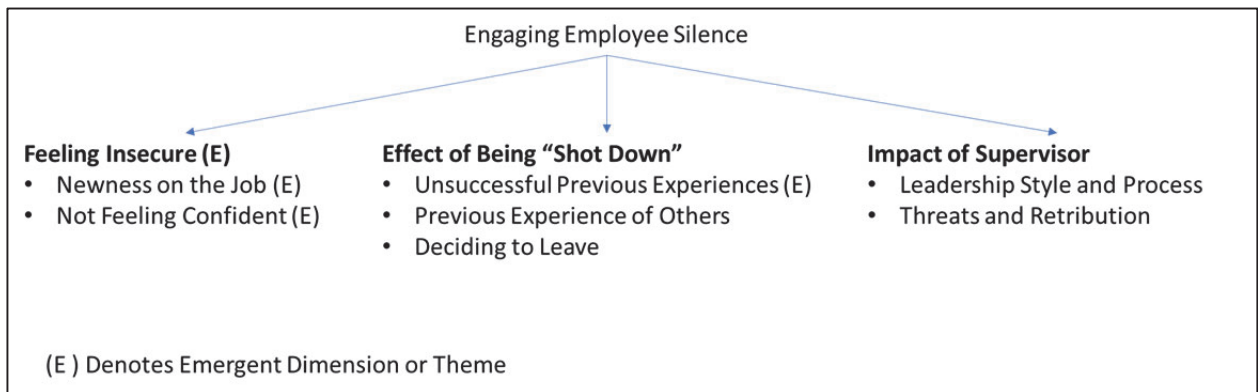 Engaging Employee Silence
Feeling Insecure (E)
• Newness on the Job (E)
• Not Feeling Confident (E)
Effect of Being “Shot Down”
• Unsuccessful Previous Experiences (E)
• Previous Experience of Others
• Deciding to Leave
Impact of Supervisor
• Leadership Style and Process
• Threats and Retribution
(E ) Denotes Emergent Dimension or Theme